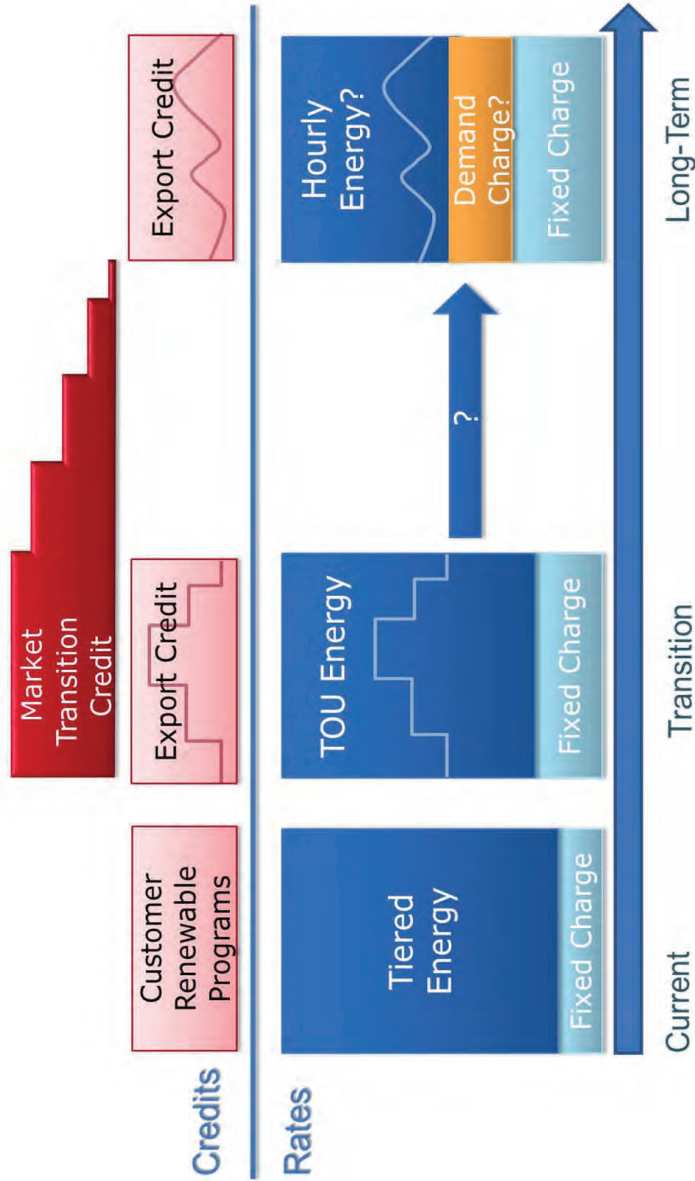 Market
Transition
Credit
Credits
Customer
Renewable
Programs
Export Credit
Export Credit
Rates
Tiered
Energy
Fixed Charge
TOU Energy
Fixed Charge
?
Hourly
Energy?
Demand
Charge?
Fixed Charge
Current
Transition
Long-Term